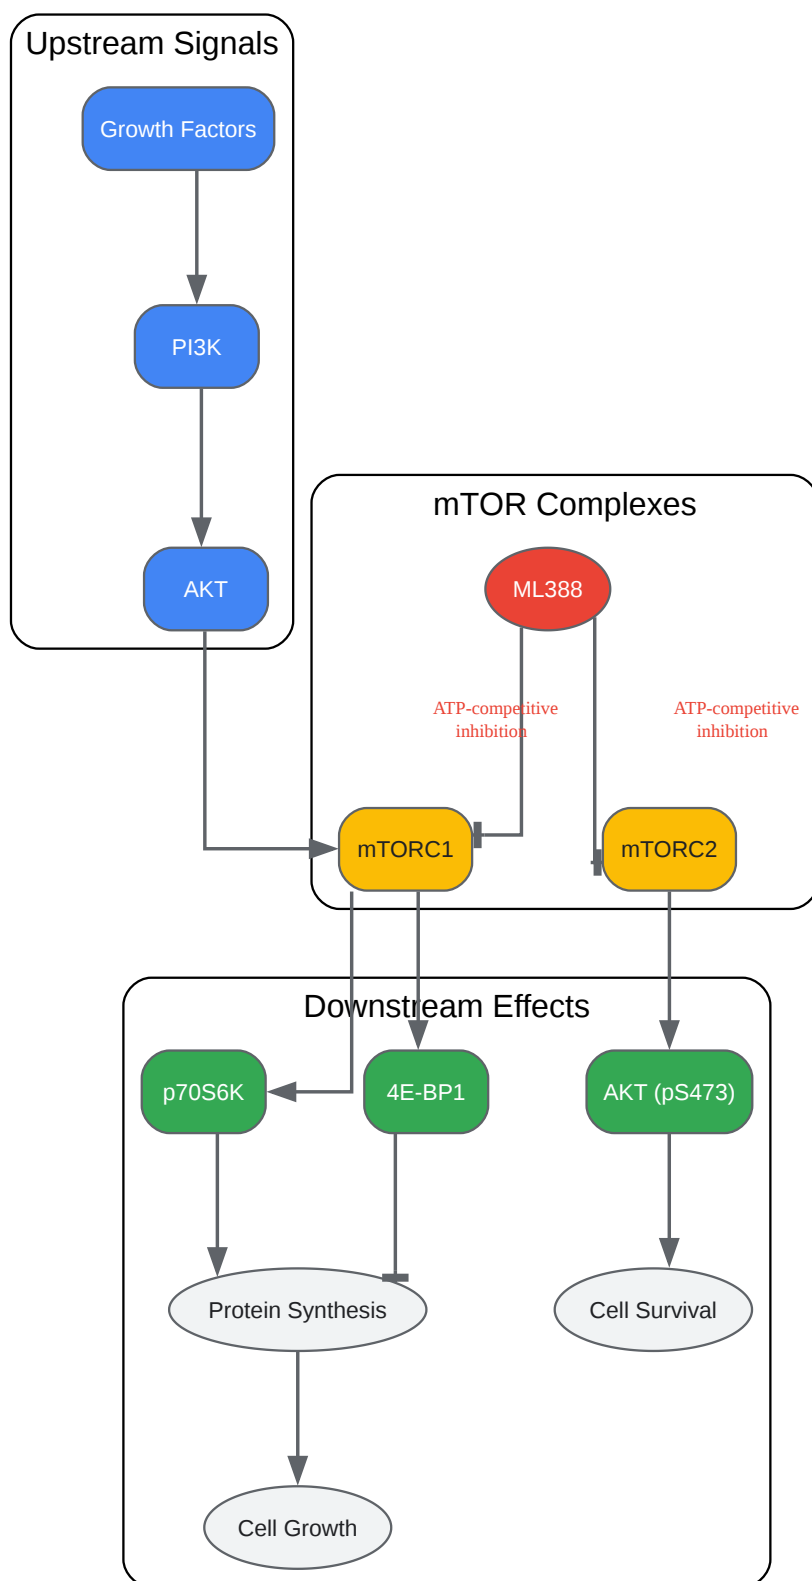 Upstream Signals
Growth Factors
PI3K
AKT
mTOR Complexes
ML388
ATP-competitive
inhibition
ATP-competitive
inhibition
mTORC1
mTORC2
Downstream Effects
p70S6K
4E-BP1
AKT (pS473)
Protein Synthesis
Cell Survival
Cell Growth